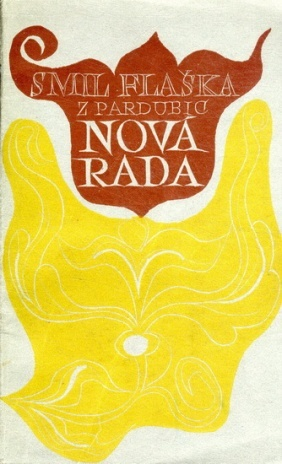 SMIL FLAŠKA
Z PARDUBIC
NOVÁ
RADA